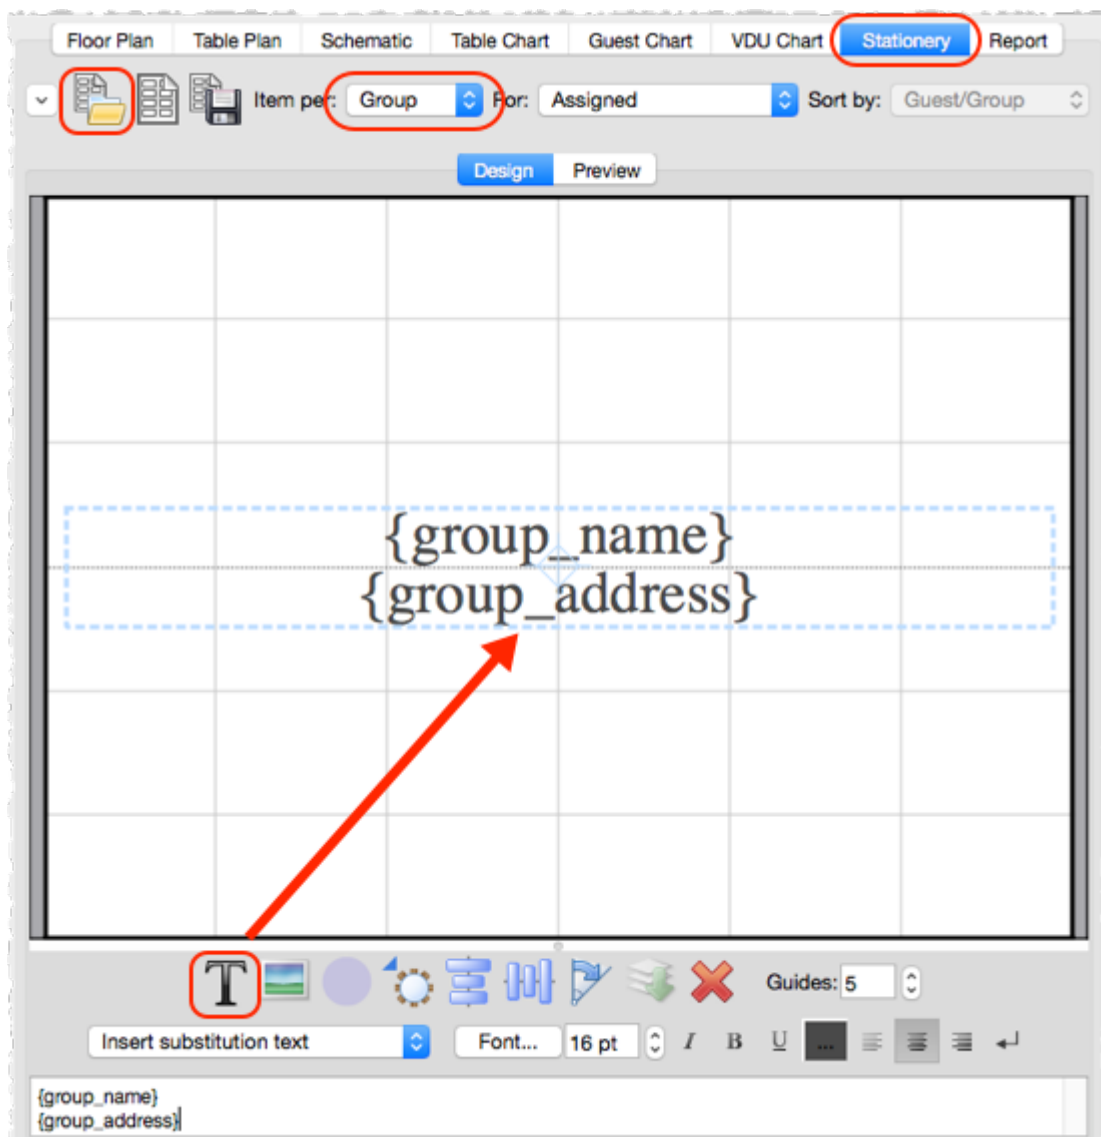 Floor Plan Table Plan Schematic Table Chart Guest Chart VDU Chart Stationery Report
Item per: Group For: Assigned Sort by: Guest/Group
Design Preview
{group_name}
{group_address}
T Guides: 5
Insert substitution text Font... 16 pt I B U ...
{group_name}
{group_address}